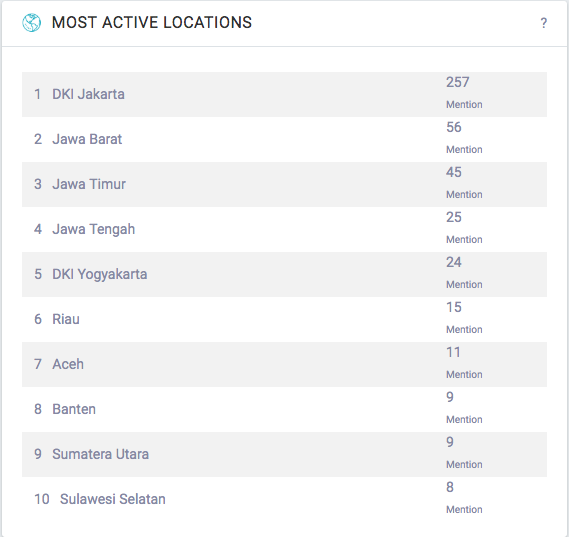 MOST ACTIVE LOCATIONS ?
1 DKI Jakarta 257 Mention
2 Jawa Barat 56 Mention
3 Jawa Timur 45 Mention
4 Jawa Tengah 25 Mention
5 DKI Yogyakarta 24 Mention
6 Riau 15 Mention
7 Aceh 11 Mention
8 Banten 9 Mention
9 Sumatera Utara 9 Mention
10 Sulawesi Selatan 8 Mention